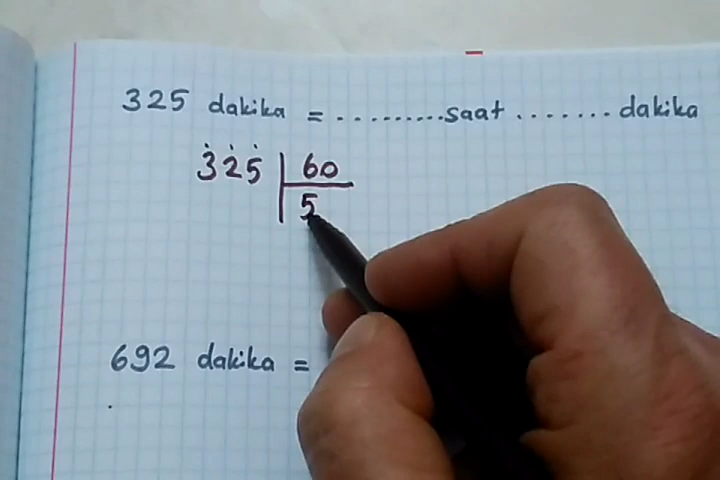 325 dakika = ..........saat ....... dakika
325 | 60
5
692 dakika =